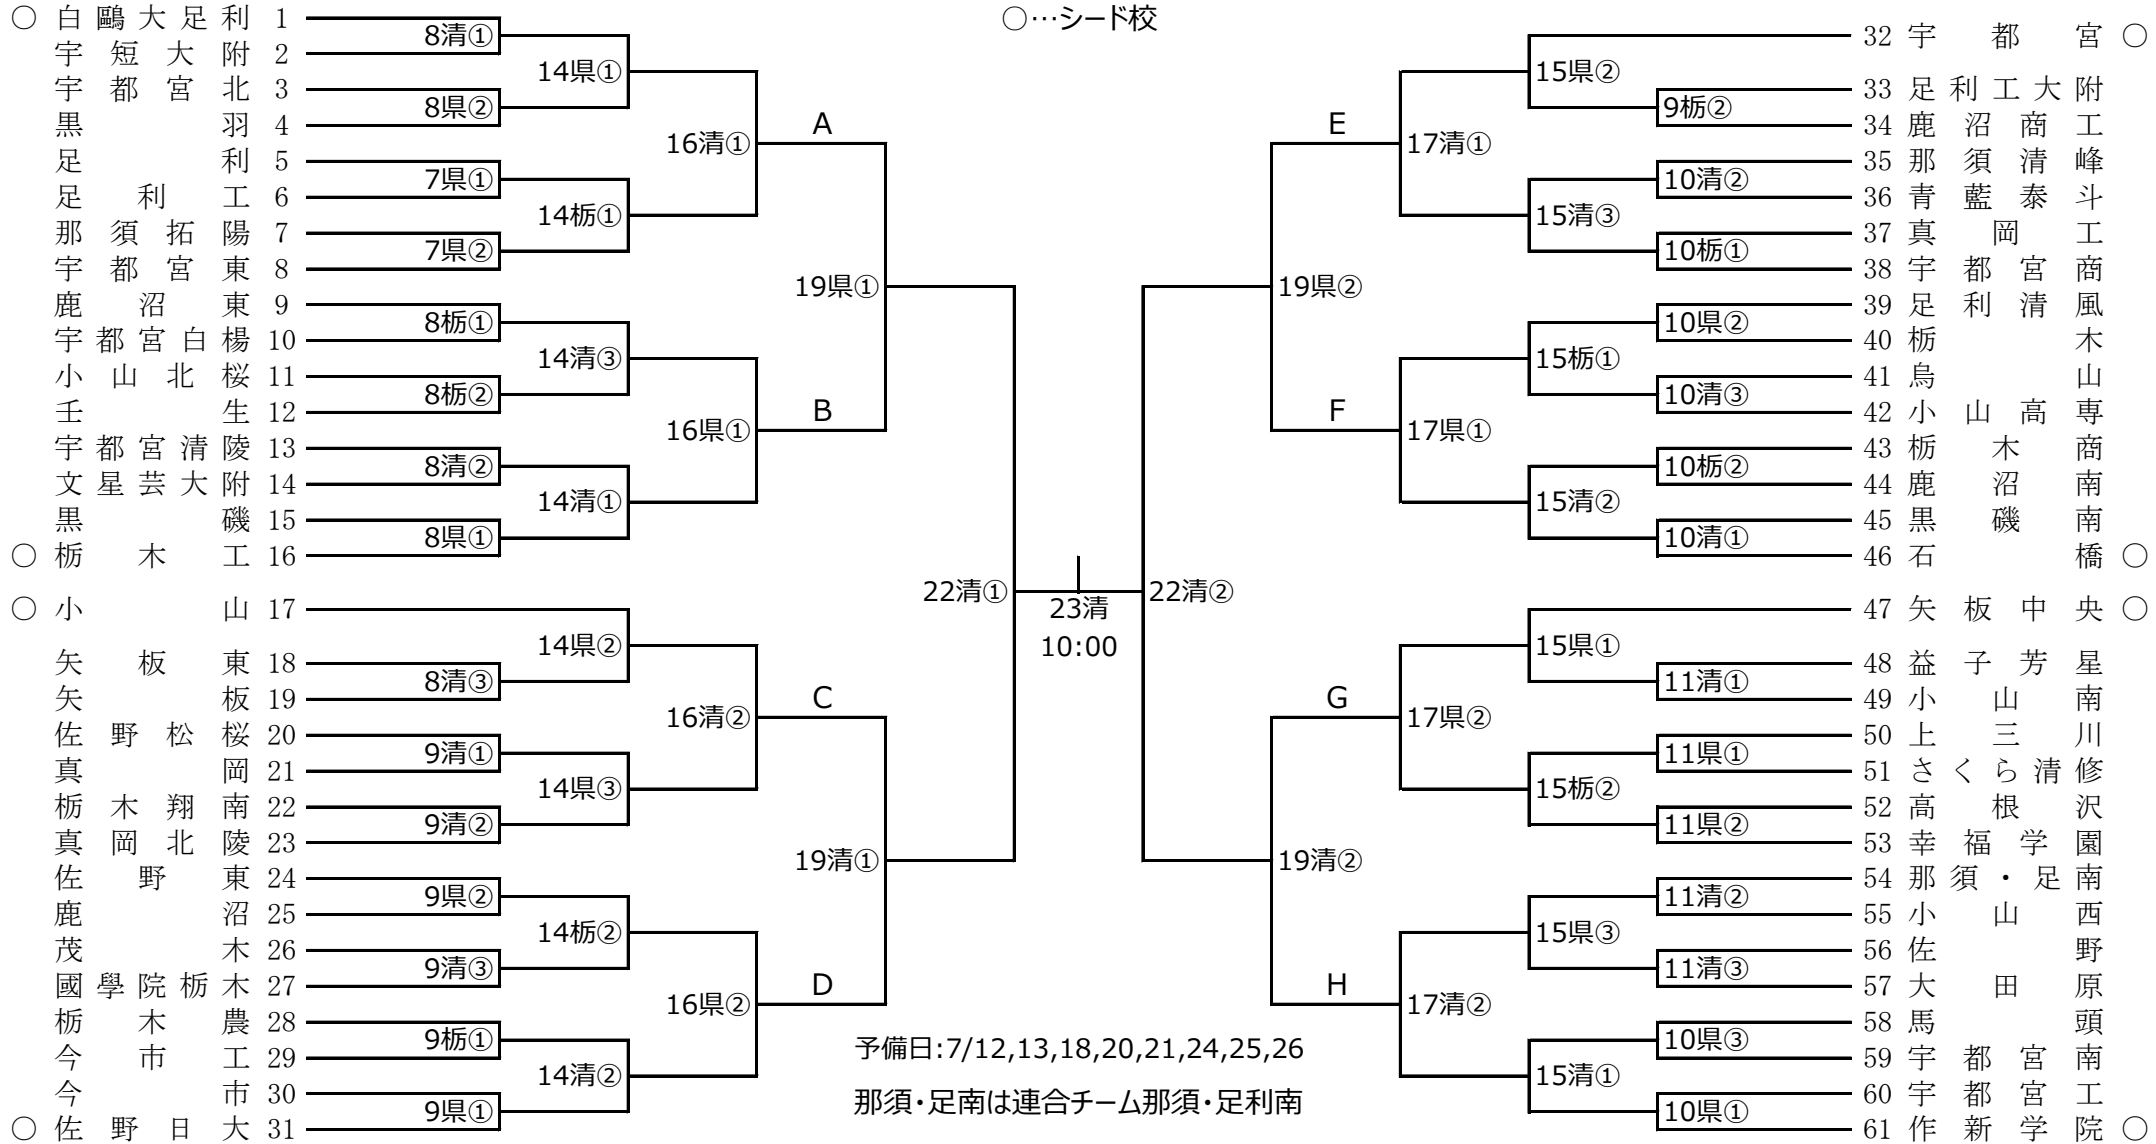 ○…シード校
○ 白鷗大足利 1
宇短大附 2
宇都宮北 3
黒羽 4
足利 5
足利工 6
那須拓陽 7
宇都宮東 8
鹿沼東 9
宇都宮白楊 10
小山北桜 11
壬生 12
宇都宮清陵 13
文星芸大附 14
黒磯 15
○ 栃木工 16
○ 小山 17
矢板東 18
矢板 19
佐野松桜 20
真岡 21
栃木翔南 22
真岡北陵 23
佐野東 24
鹿沼 25
茂木 26
國學院栃木 27
栃木農 28
今市工 29
今市 30
○ 佐野日大 31
8清①
8県②
7県①
7県②
8栃①
8栃②
8清②
8県①
8清③
9清①
9清②
9県②
9清③
9栃①
9県①
14県①
14栃①
14清③
14清①
14県②
14県③
14栃②
14清②
16清①
16県①
16清②
16県②
A
B
C
D
19県①
19清①
22清①
23清
10:00
22清②
19県②
19清②
E
F
G
H
17清①
17県①
17県②
17清②
15県②
15清③
15栃①
15清②
15県①
15栃②
15県③
15清①
9栃②
10清②
10栃①
10県②
10清③
10栃②
10清①
11清①
11県①
11県②
11清②
11清③
10県③
10県①
32 宇都宮 ○
33 足利工大附
34 鹿沼商工
35 那須清峰
36 青藍泰斗
37 真岡工
38 宇都宮商
39 足利清風
40 栃木
41 烏山
42 小山高専
43 栃木商
44 鹿沼南
45 黒磯南
46 石橋 ○
47 矢板中央 ○
48 益子芳星
49 小山南
50 上三川
51 さくら清修
52 高根沢
53 幸福学園
54 那須・足南
55 小山西
56 佐野
57 大田原
58 馬頭
59 宇都宮南
60 宇都宮工
61 作新学院 ○
予備日:7/12,13,18,20,21,24,25,26
那須・足南は連合チーム那須・足利南